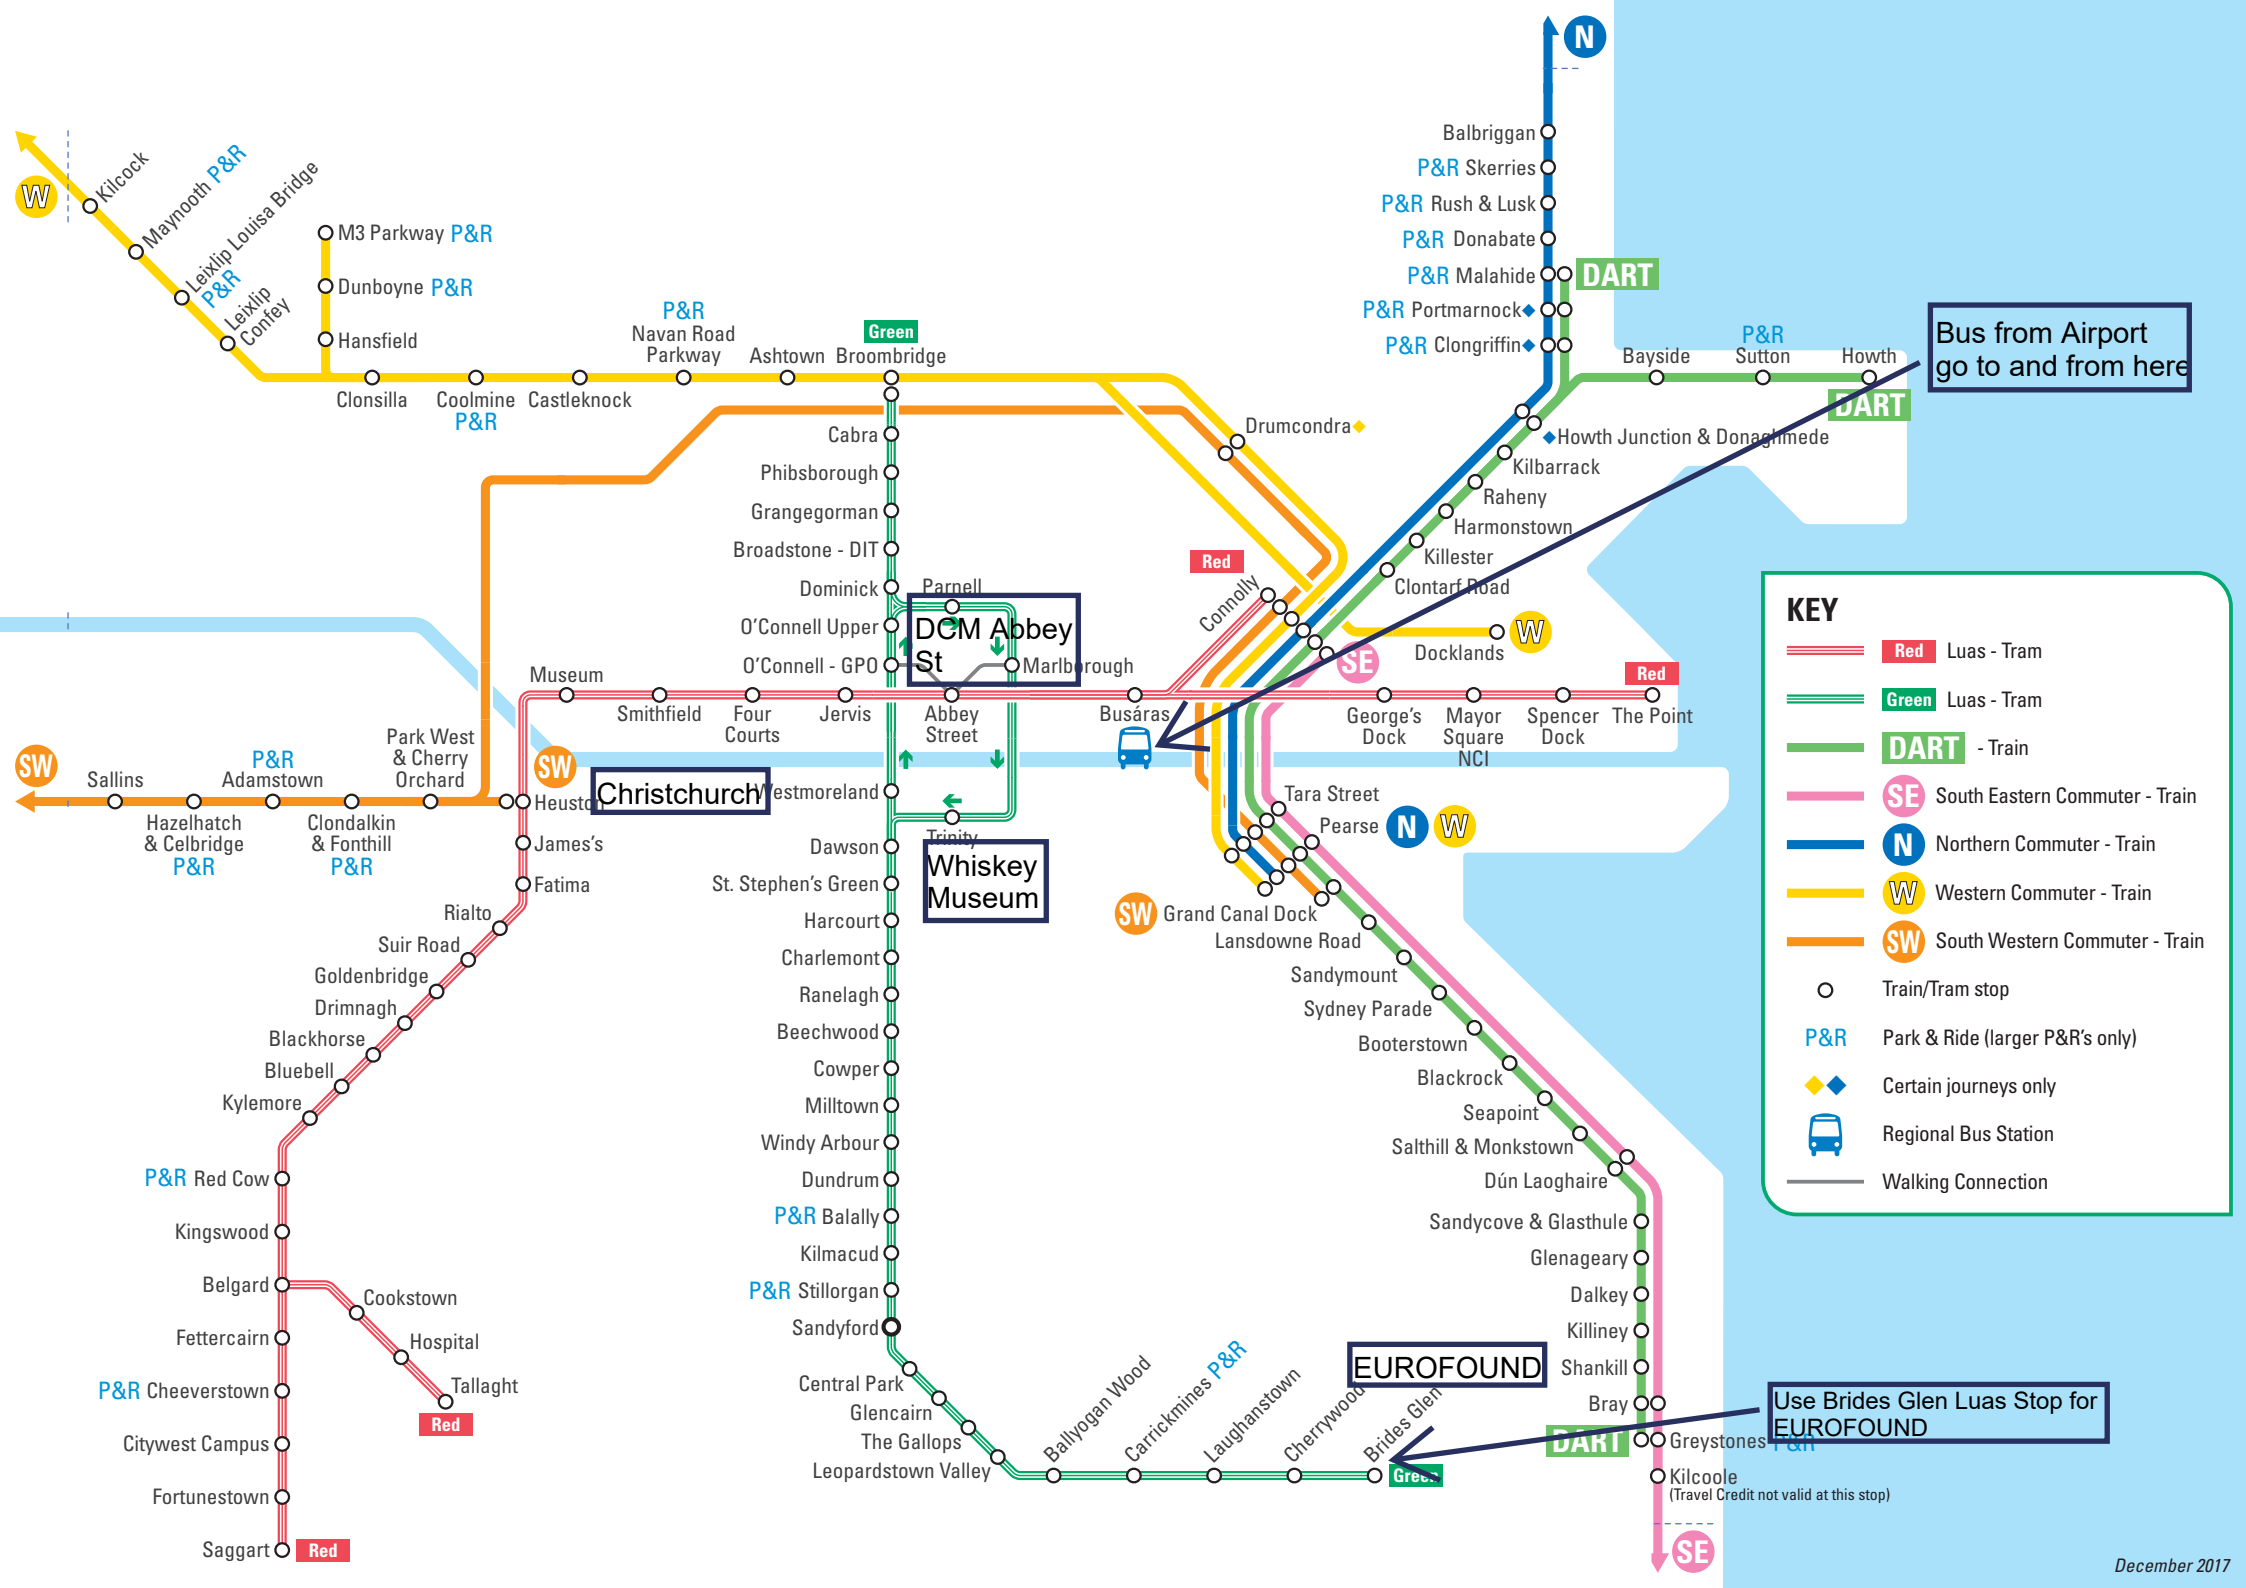 N
Balbriggan
P&R Skerries
P&R Rush & Lusk
P&R Donabate
P&R Malahide
DART
P&R Portmarnock
P&R Clongriffin
Bayside
P&R
Sutton
Howth
DART
Bus from Airport
go to and from here
Howth Junction & Donaghmede
Kilbarrack
Raheny
Harmonstown
Killester
Clontarf Road
W
Kilcock
Maynooth P&R
Leixlip Louisa Bridge
P&R
Leixlip
Confey
M3 Parkway P&R
Dunboyne P&R
Hansfield
Clonsilla
Coolmine
P&R
Castleknock
P&R
Navan Road
Parkway
Ashtown
Green
Broombridge
Drumcondra
Cabra
Phibsborough
Grangegorman
Broadstone - DIT
Dominick
Parnell
O'Connell Upper
O'Connell - GPO
DCM Abbey
St
Marlborough
Red
Connolly
W
Docklands
SE
Red
Museum
Smithfield
Four
Courts
Jervis
Abbey
Street
Busáras
George's
Dock
Mayor
Square
NCI
Spencer
Dock
The Point
SW
Sallins
Hazelhatch
& Celbridge
P&R
P&R
Adamstown
Clondalkin
& Fonthill
P&R
Park West
& Cherry
Orchard
SW
Heuston
Christchurch
Westmoreland
Trinity
Whiskey
Museum
James's
Fatima
Rialto
Suir Road
Goldenbridge
Drimnagh
Blackhorse
Bluebell
Kylemore
P&R Red Cow
Kingswood
Belgard
Cookstown
Hospital
Tallaght
Red
Fettercairn
P&R Cheeverstown
Citywest Campus
Fortunestown
Saggart
Red
Dawson
St. Stephen's Green
Harcourt
Charlemont
Ranelagh
Beechwood
Cowper
Milltown
Windy Arbour
Dundrum
P&R Balally
Kilmacud
P&R Stillorgan
Sandyford
Central Park
Glencairn
The Gallops
Leopardstown Valley
Ballyogan Wood
Carrickmines P&R
Laughanstown
Cherrywood
Brides Glen
Green
EUROFOUND
Use Brides Glen Luas Stop for
EUROFOUND
Tara Street
Pearse
N
W
SW
Grand Canal Dock
Lansdowne Road
Sandymount
Sydney Parade
Booterstown
Blackrock
Seapoint
Salthill & Monkstown
Dún Laoghaire
Sandycove & Glasthule
Glenageary
Dalkey
Killiney
Shankill
Bray
DART
Greystones P&R
Kilcoole
(Travel Credit not valid at this stop)
SE
KEY
Red Luas - Tram
Green Luas - Tram
DART - Train
SE South Eastern Commuter - Train
N Northern Commuter - Train
W Western Commuter - Train
SW South Western Commuter - Train
Train/Tram stop
P&R Park & Ride (larger P&R's only)
Certain journeys only
Regional Bus Station
Walking Connection
December 2017